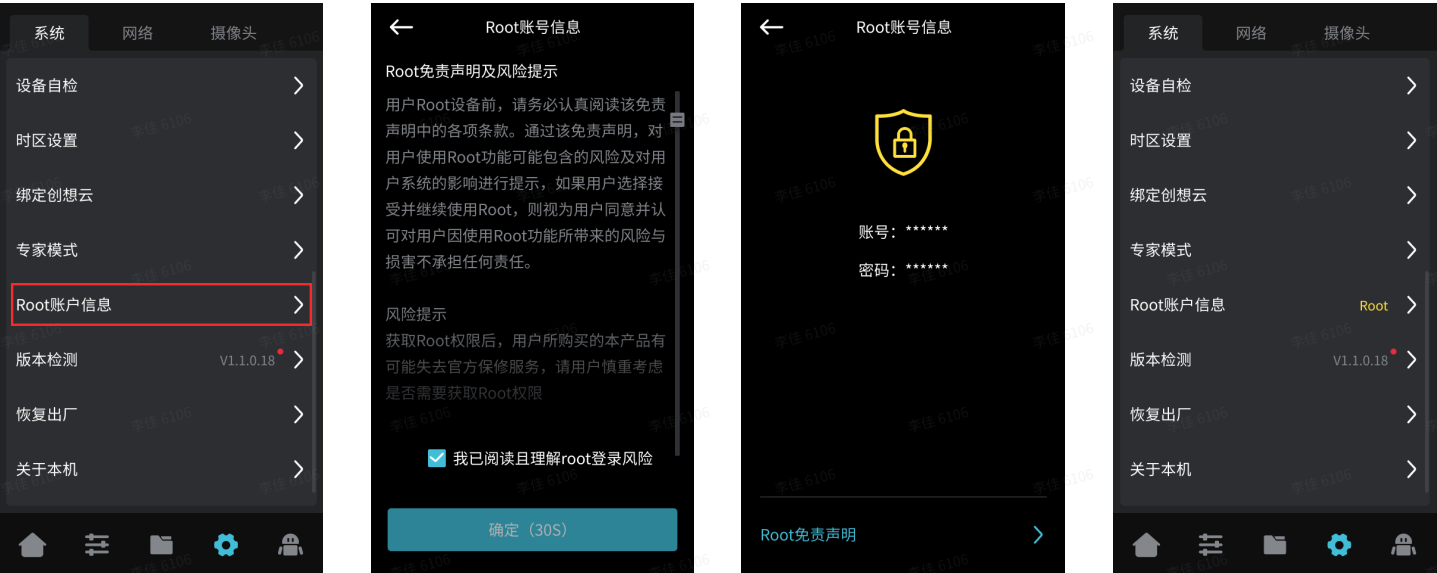 系统
网络
摄像头
设备自检
时区设置
绑定创想云
专家模式
Root账户信息
版本检测
V1.1.0.18
恢复出厂
关于本机
Root账号信息
Root免责声明及风险提示
用户Root设备前，请务必认真阅读该免责
声明中的各项条款。通过该免责声明，对
用户使用Root功能可能包含的风险及对用
户系统的影响进行提示，如果用户选择接
受并继续使用Root，则视为用户同意并认
可对用户因使用Root功能所带来的风险与
损害不承担任何责任。
风险提示
获取Root权限后，用户所购买的本产品有
可能失去官方保修服务，请用户慎重考虑
是否需要获取Root权限
我已阅读且理解root登录风险
确定（30S）
Root账号信息
账号：******
密码：******
Root免责声明
系统
网络
摄像头
设备自检
时区设置
绑定创想云
专家模式
Root账户信息
Root
版本检测
V1.1.0.18
恢复出厂
关于本机
李佳 6106